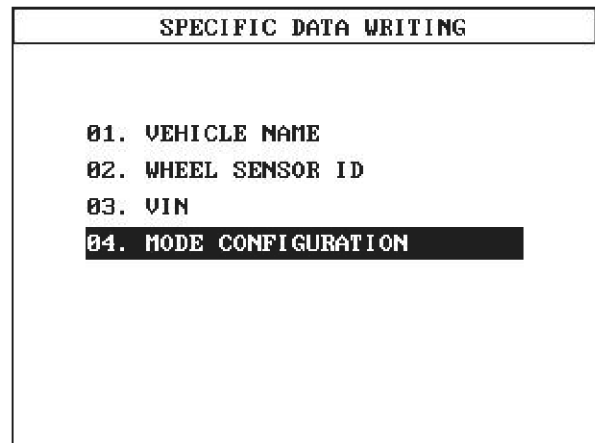 SPECIFIC DATA WRITING
01. VEHICLE NAME
02. WHEEL SENSOR ID
03. VIN
04. MODE CONFIGURATION